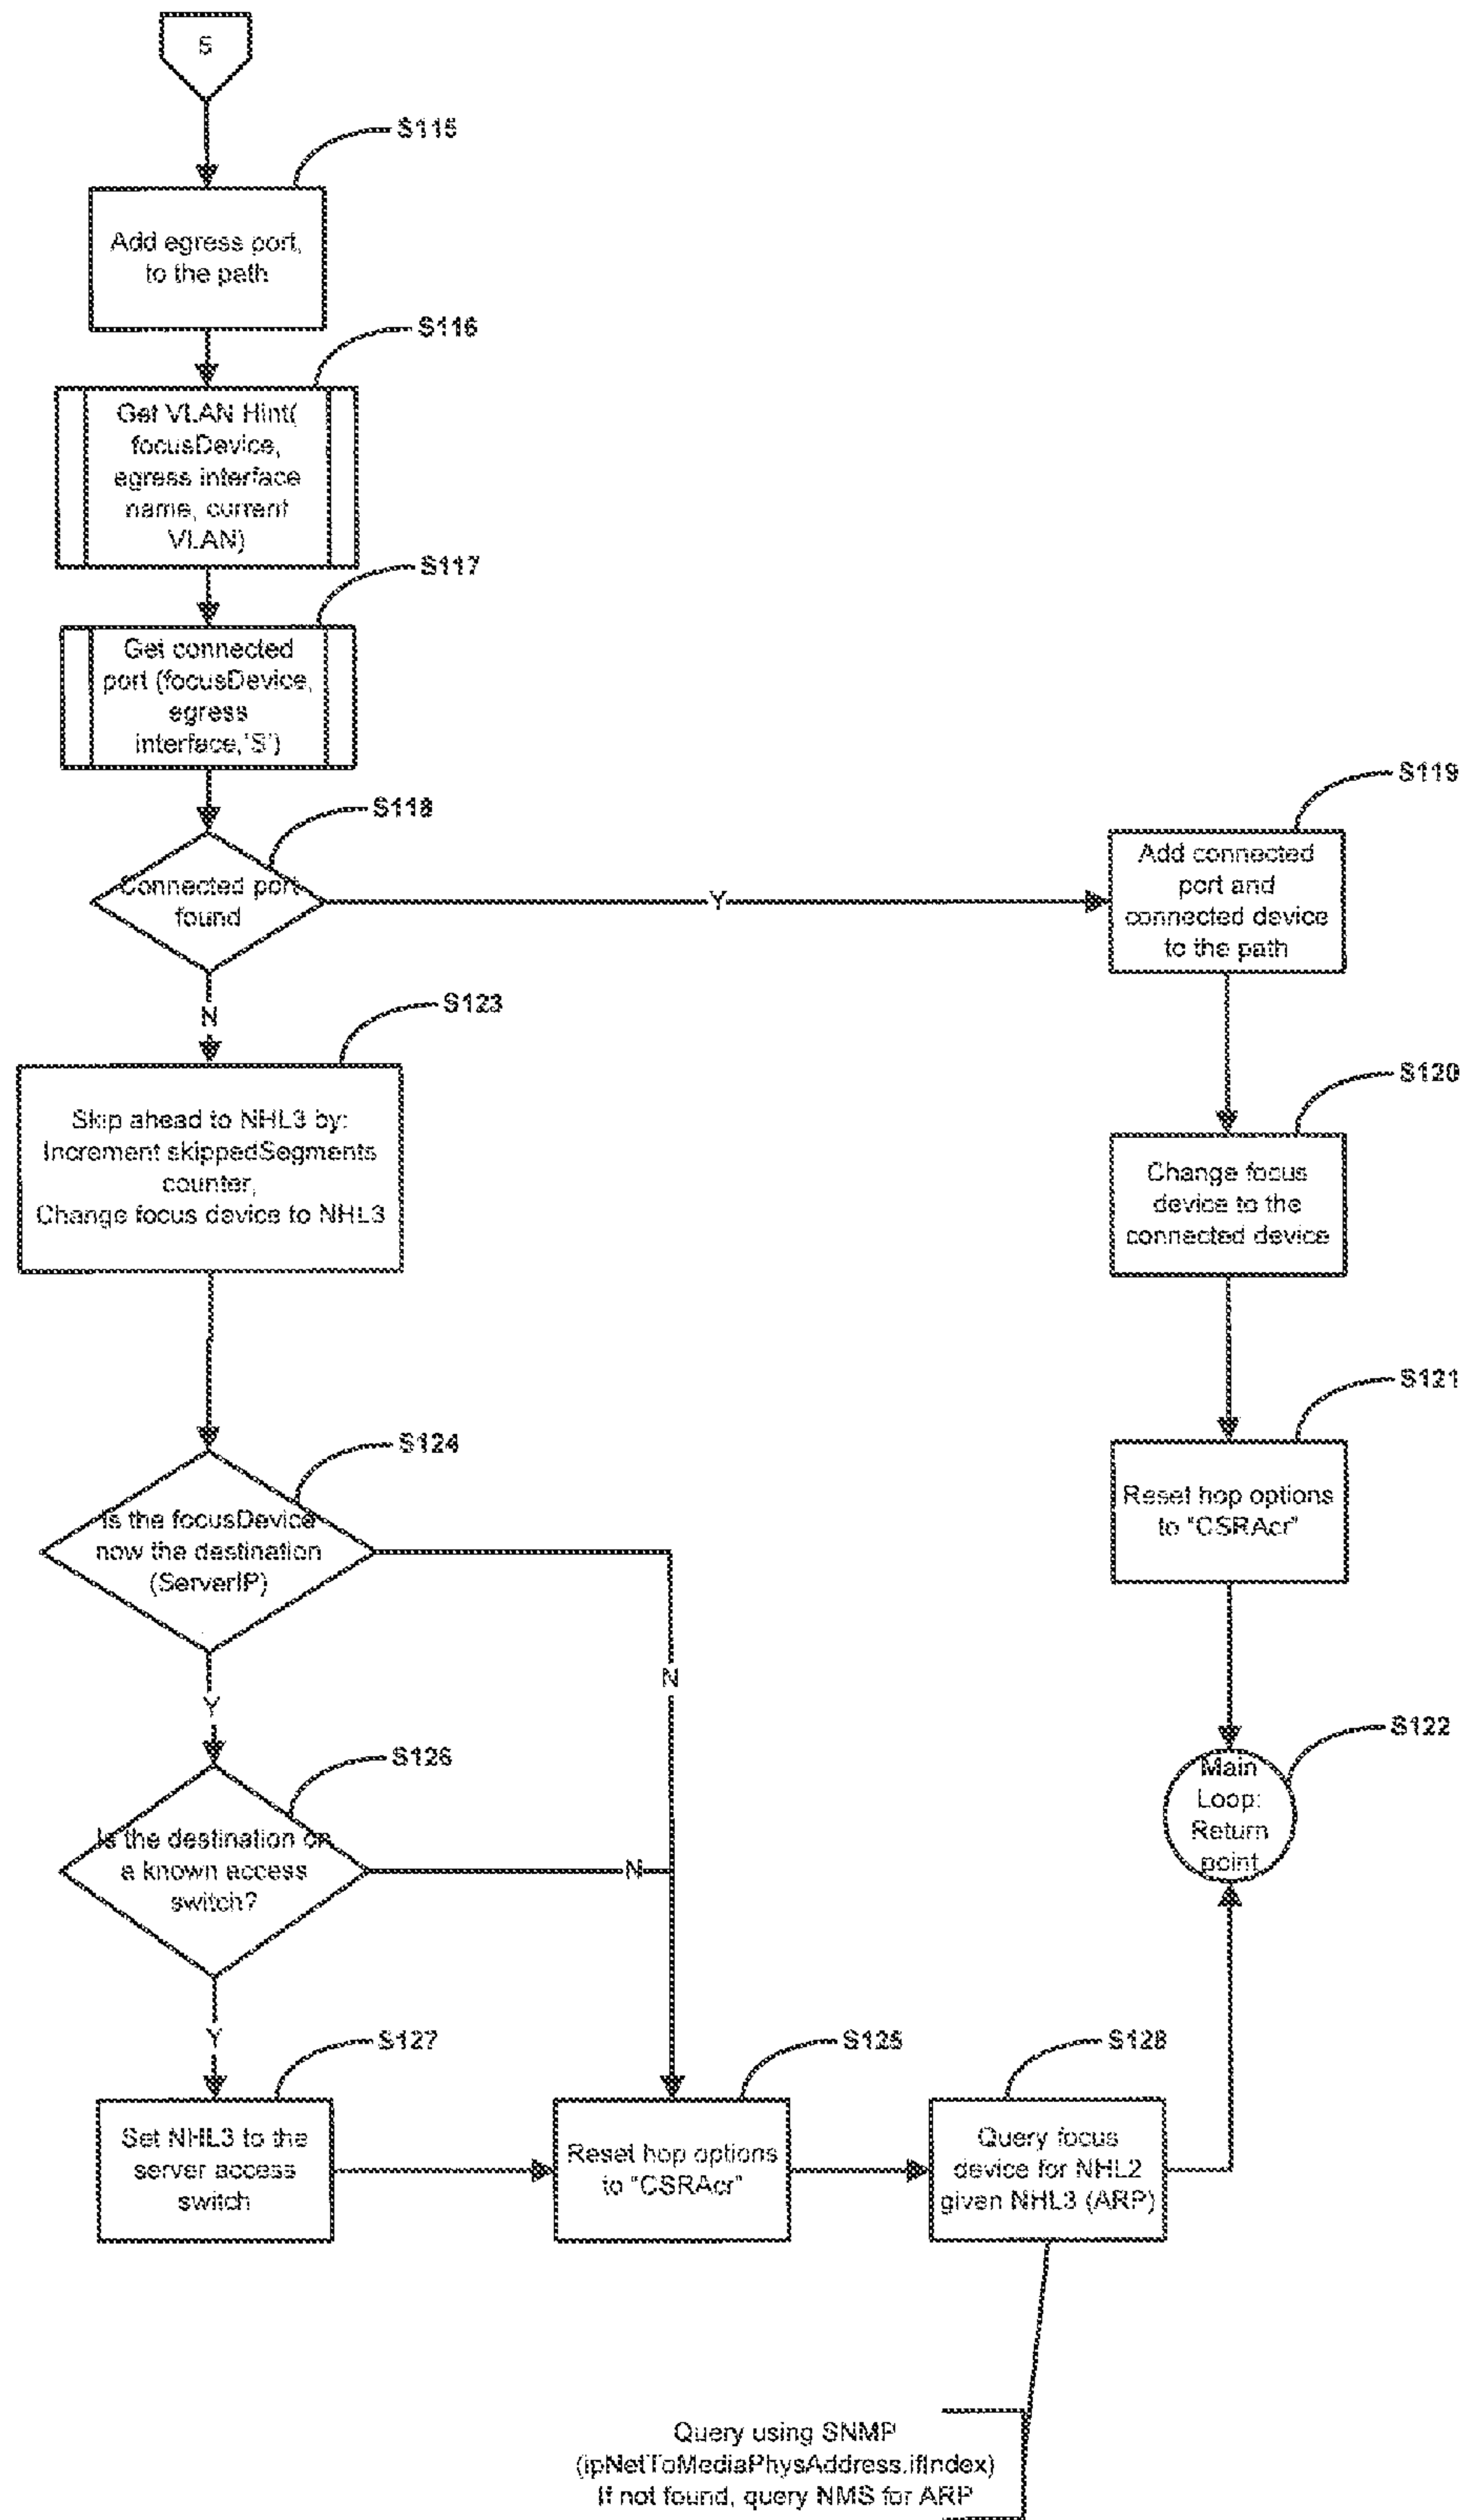 5
S115
Add egress port,
to the path
S116
Get VLAN Hint(
focusDevice,
egress interface
name, current
VLAN)
S117
Get connected
port (focusDevice,
egress
interface,'S')
S118
Connected port
found
Y
N
S119
Add connected
port and
connected device
to the path
S120
Change focus
device to the
connected device
S121
Reset hop options
to "CSRAcr"
S122
Main
Loop:
Return
point
S123
Skip ahead to NHL3 by:
Increment skippedSegments
counter,
Change focus device to NHL3
S124
Is the focusDevice
now the destination
(ServerIP)
N
Y
S126
Is the destination on
a known access
switch?
N
Y
S127
Set NHL3 to the
server access
switch
S125
Reset hop options
to "CSRAcr"
S128
Query focus
device for NHL2
given NHL3 (ARP)
Query using SNMP
(ipNetToMediaPhysAddress.ifIndex)
If not found, query NMS for ARP